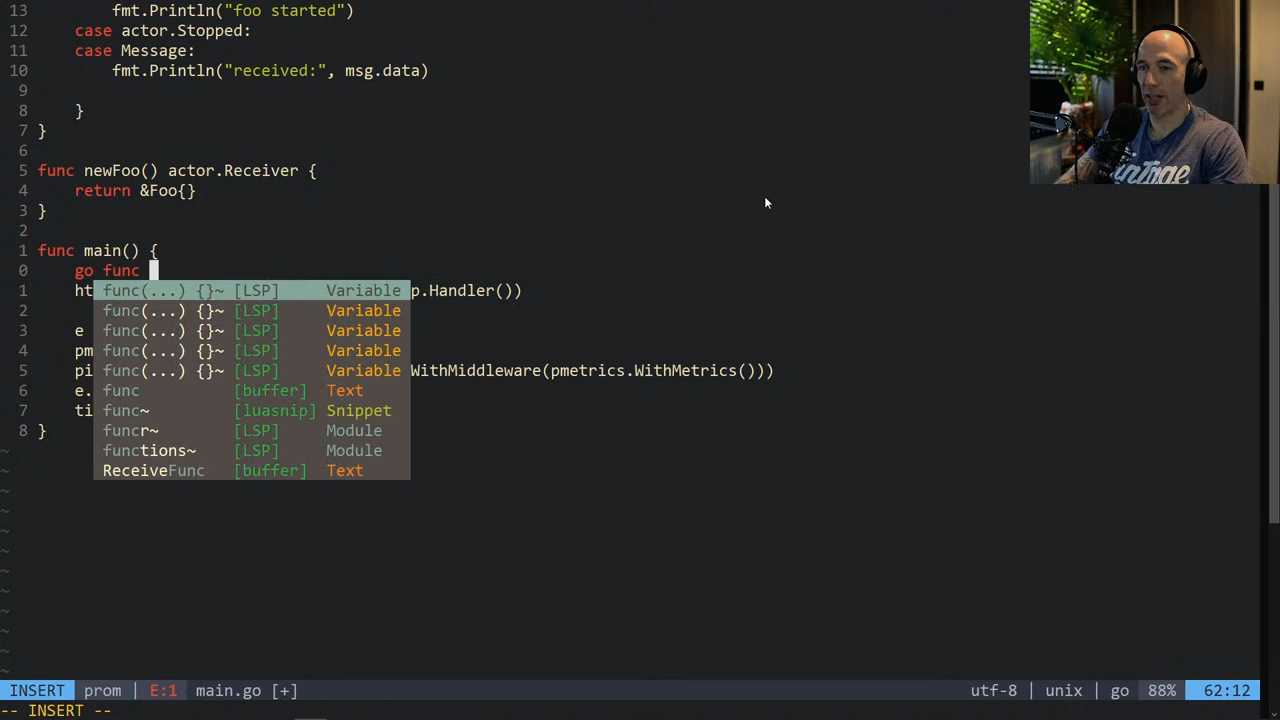 13 fmt.Println("foo started")
12 case actor.Stopped:
11 case Message:
10 fmt.Println("received:", msg.data)
9
8 }
7 }
6
5 func newFoo() actor.Receiver {
4 return &Foo{}
3 }
2
1 func main() {
0 go func
1 ht func(...) {}~ [LSP] Variable p.Handler())
2 func(...) {}~ [LSP] Variable
3 e func(...) {}~ [LSP] Variable
4 pm func(...) {}~ [LSP] Variable
5 pi func(...) {}~ [LSP] Variable WithMiddleware(pmetrics.WithMetrics()))
6 e. func [buffer] Text
7 ti func~ [luasnip] Snippet
8 } funcr~ [LSP] Module
~ functions~ [LSP] Module
~ ReceiveFunc [buffer] Text
~
~
~
~
~
~
~
~
~
~
INSERT prom | E:1 main.go [+] utf-8 | unix | go 88% 62:12
-- INSERT --